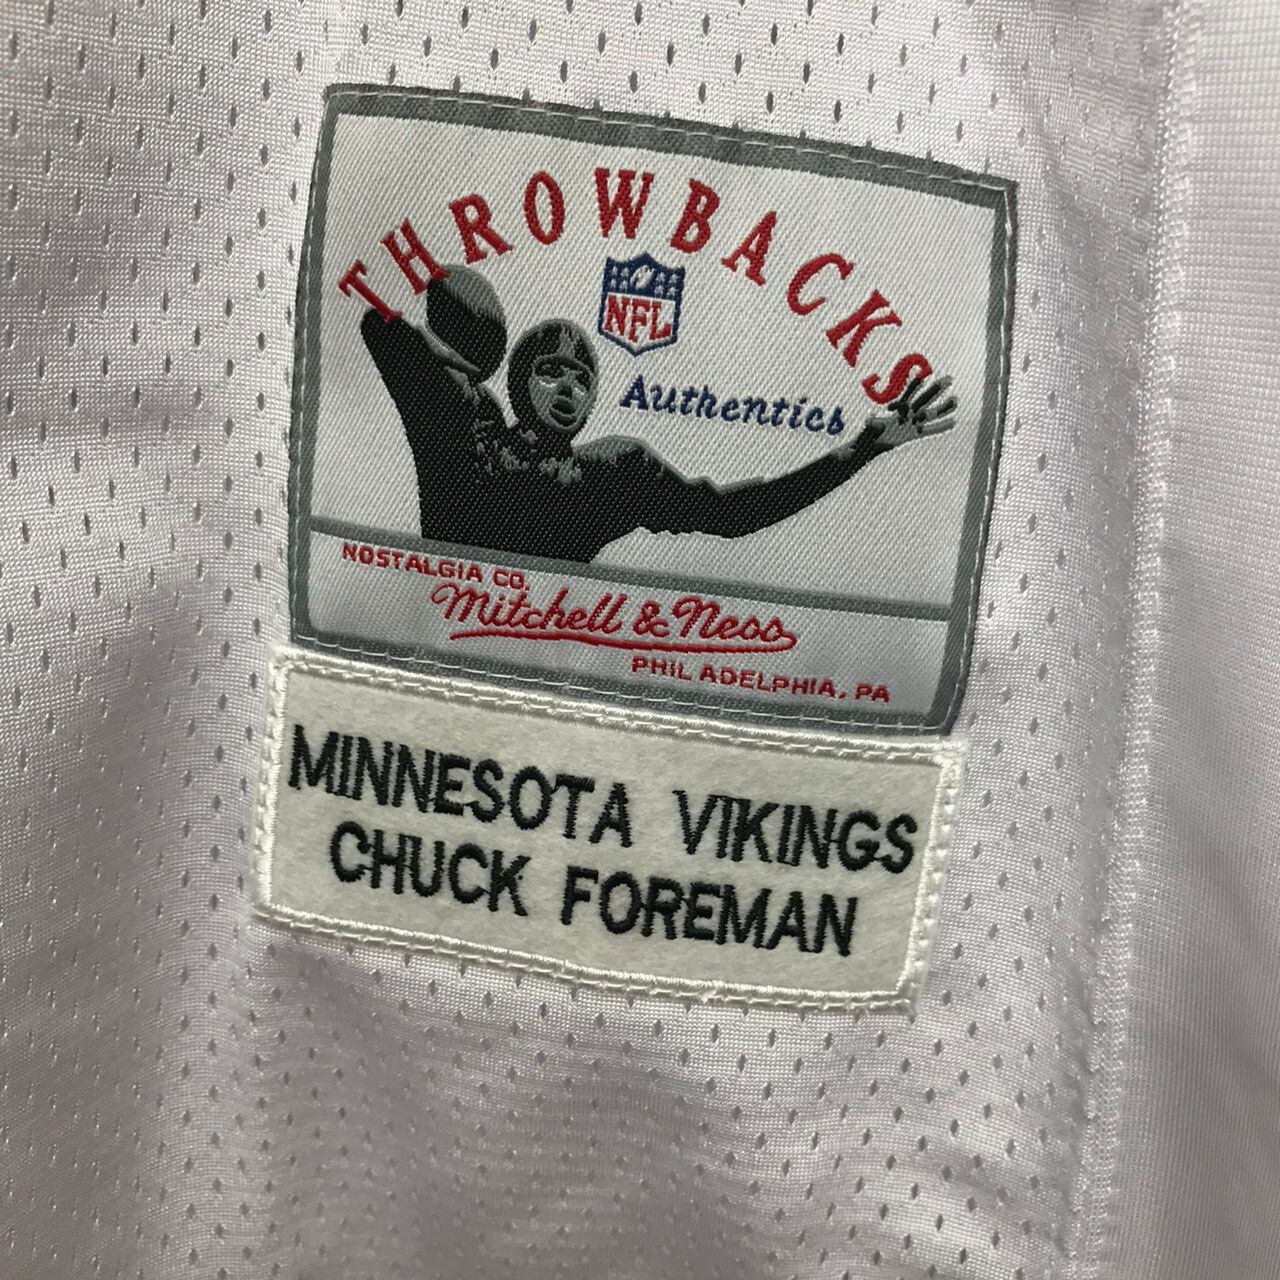 THROWBACKS
NFL
Authentics
NOSTALGIA CO.
Mitchell & Ness
PHILADELPHIA, PA
MINNESOTA VIKINGS
CHUCK FOREMAN